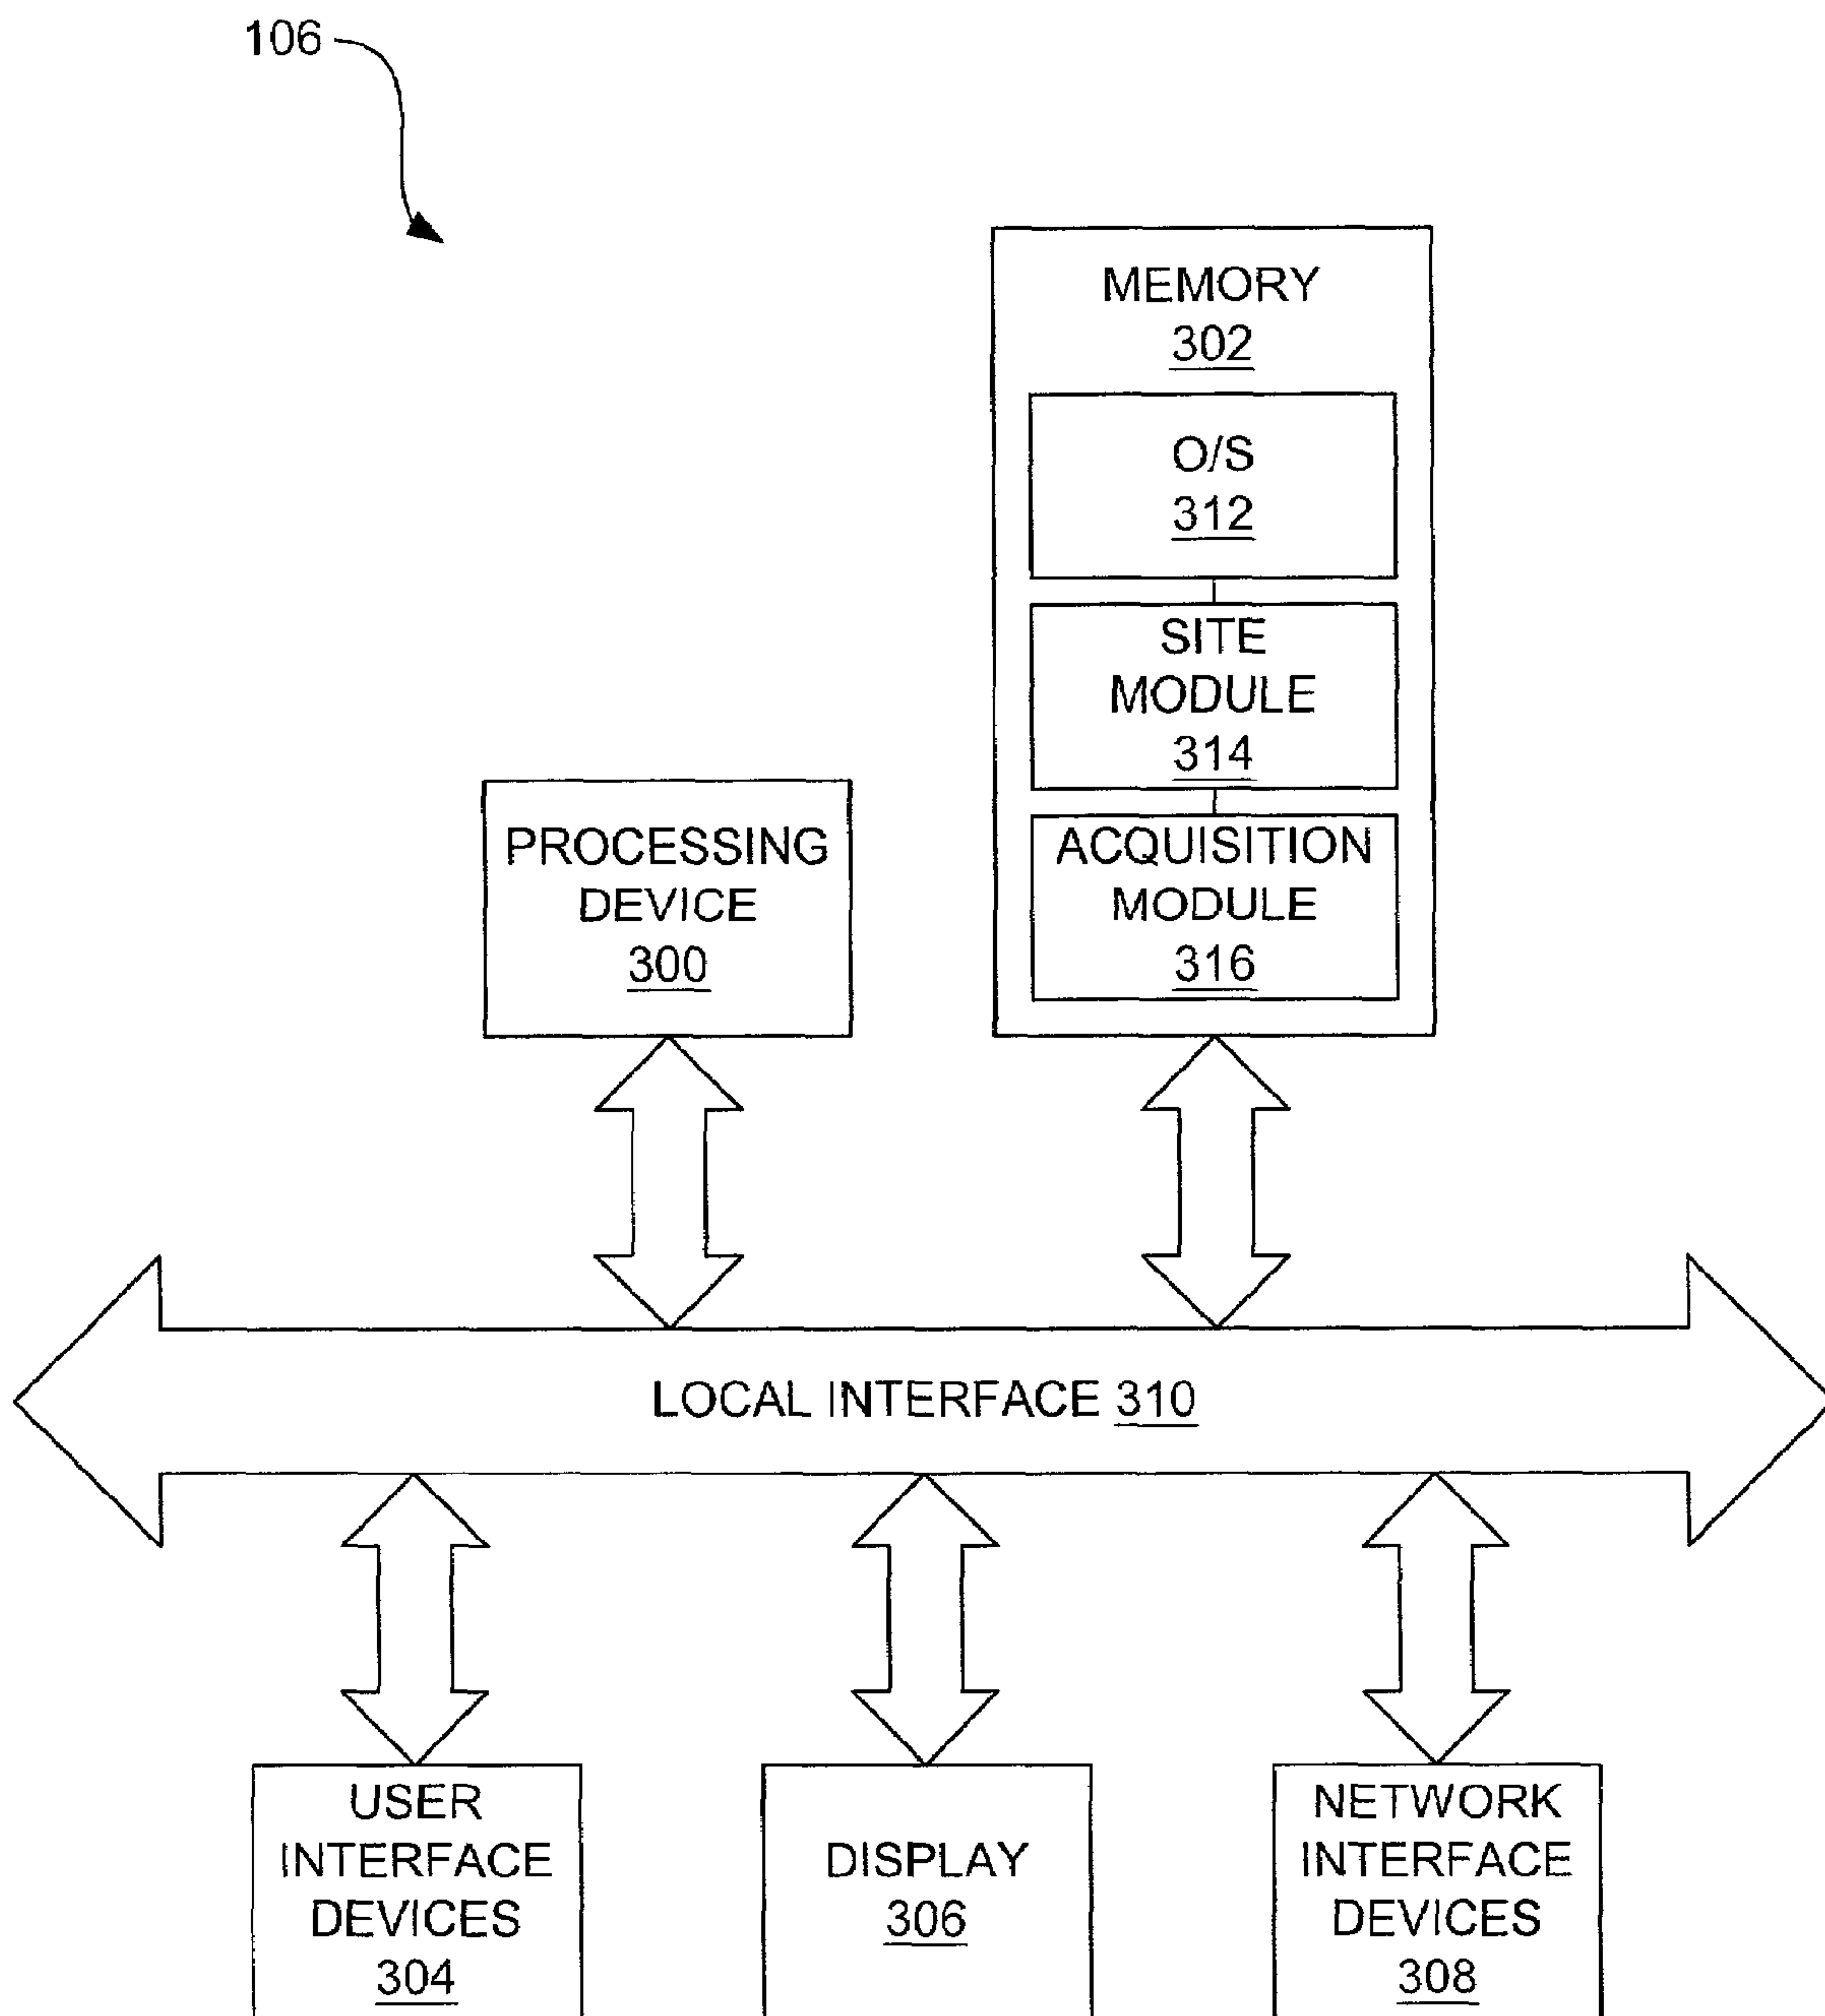 106
MEMORY
302
O/S
312
SITE
MODULE
314
PROCESSING
DEVICE
300
ACQUISITION
MODULE
316
LOCAL INTERFACE 310
USER
INTERFACE
DEVICES
304
DISPLAY
306
NETWORK
INTERFACE
DEVICES
308